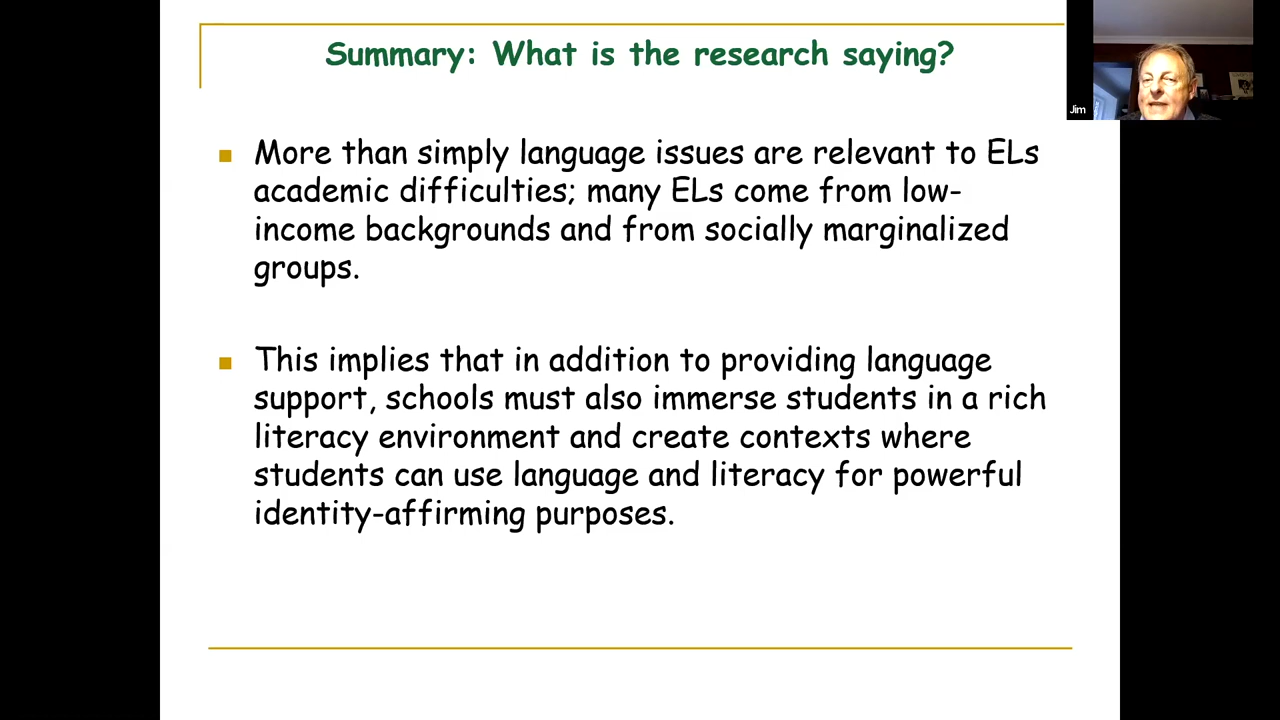 Summary: What is the research saying?
Jim
More than simply language issues are relevant to ELs
academic difficulties; many ELs come from low-
income backgrounds and from socially marginalized
groups.
This implies that in addition to providing language
support, schools must also immerse students in a rich
literacy environment and create contexts where
students can use language and literacy for powerful
identity-affirming purposes.